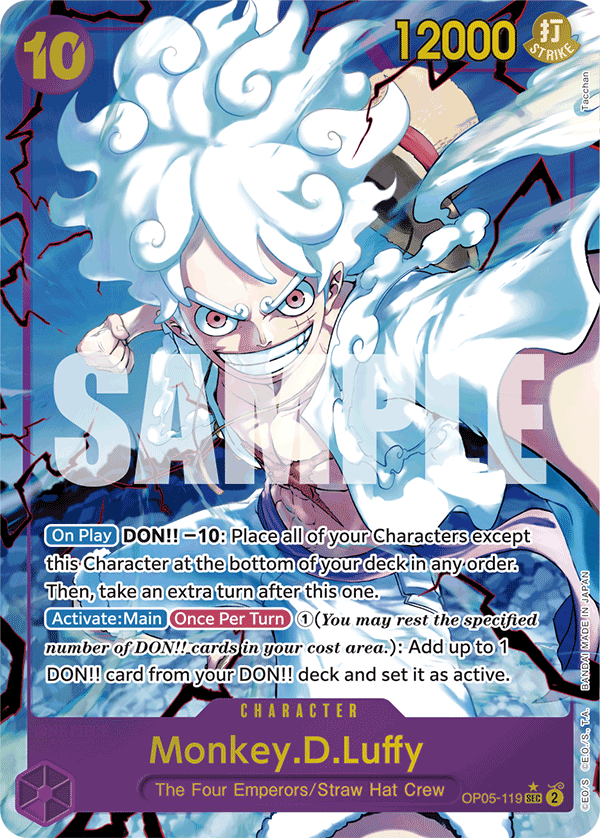 10
12000
打
STRIKE
Tacchan
SAMPLE
On Play DON!! −10: Place all of your Characters except
this Character at the bottom of your deck in any order.
Then, take an extra turn after this one.
Activate:Main Once Per Turn ①(You may rest the specified
number of DON!! cards in your cost area.): Add up to 1
DON!! card from your DON!! deck and set it as active.
©E.O/S ©E.O./S., T.A. BANDAI MADE IN JAPAN
CHARACTER
Monkey.D.Luffy
The Four Emperors/Straw Hat Crew
OP05-119 SEC 2